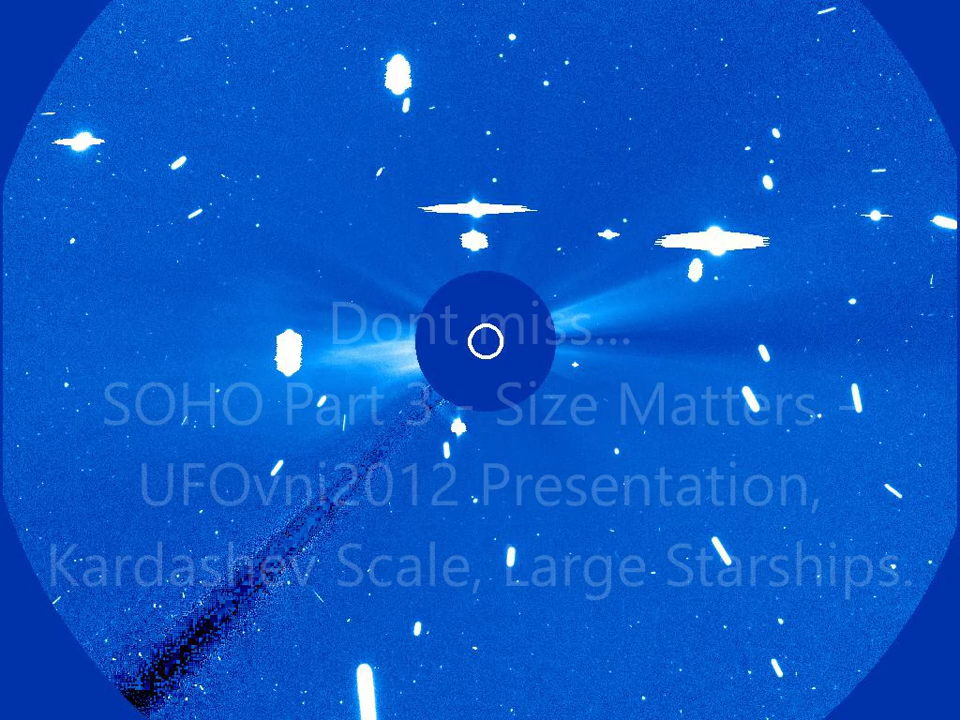 Dont miss...
SOHO Part 3 - Size Matters -
UFOvni2012 Presentation,
Kardashev Scale, Large Starships.